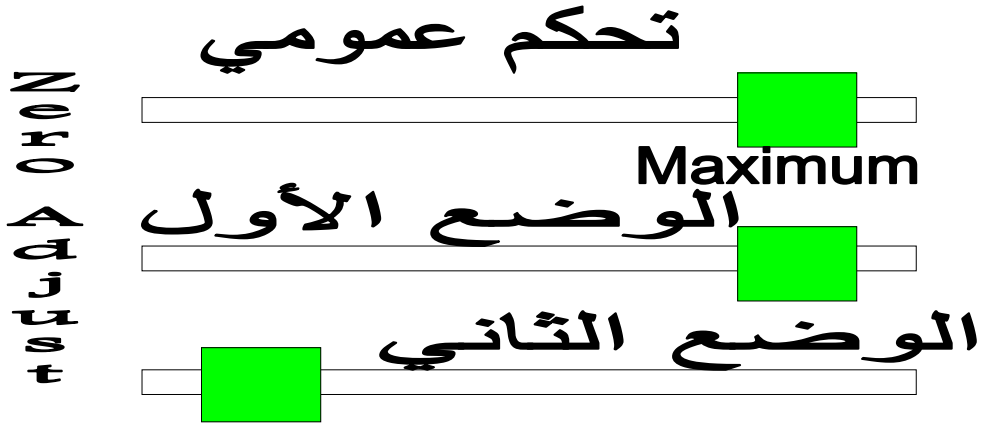 تحكم عمومي
Zero Adjust
Maximum
الوضع الأول
الوضع الثاني